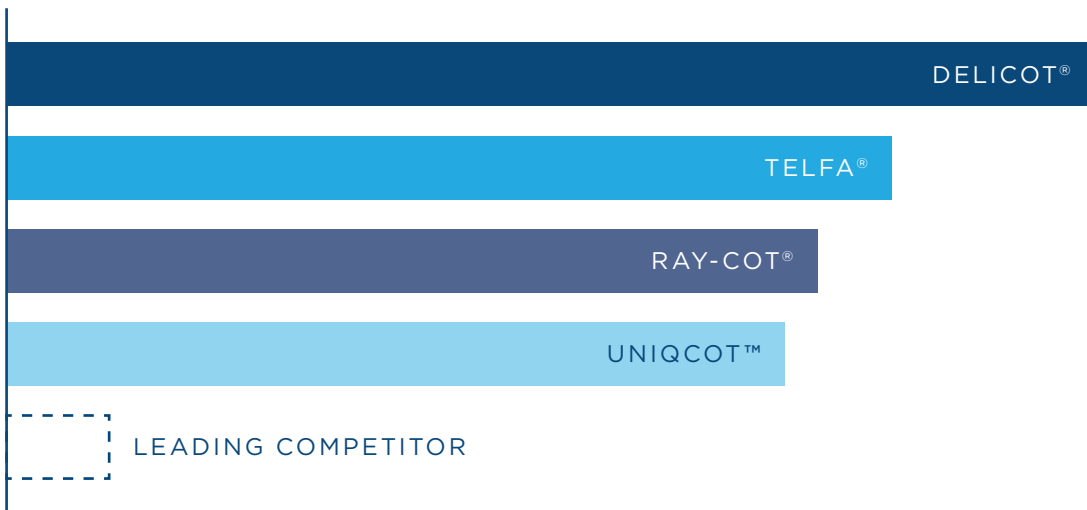 DELICOT®
TELFA®
RAY-COT®
UNIQCOT™
LEADING COMPETITOR